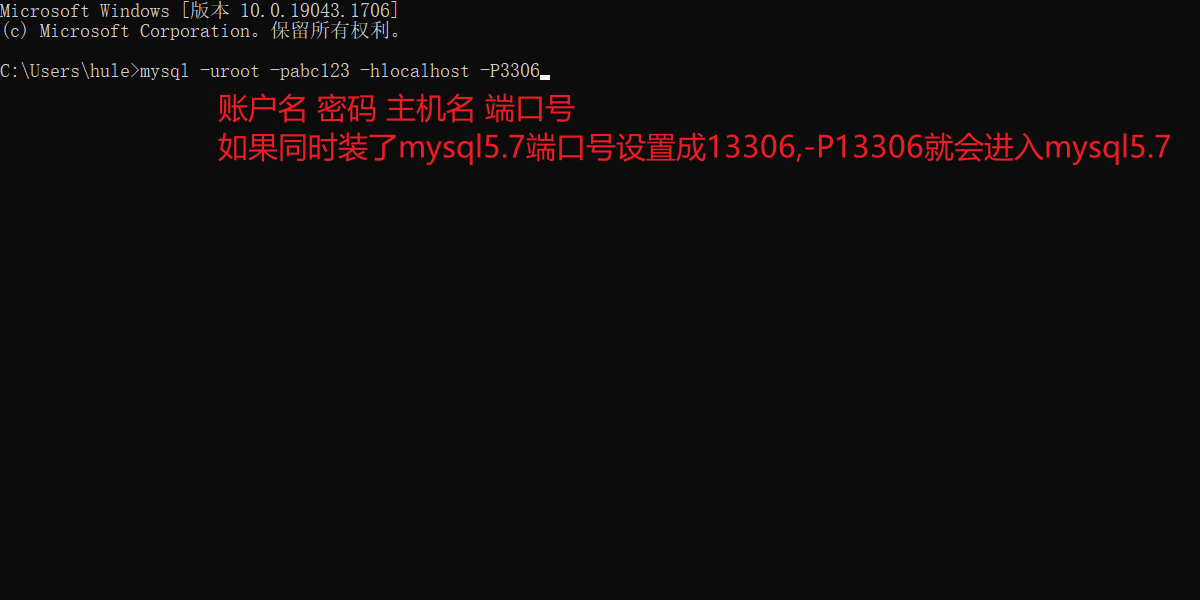 Microsoft Windows [版本 10.0.19043.1706]
(c) Microsoft Corporation。保留所有权利。
C:\Users\hule>mysql -uroot -pabc123 -hlocalhost -P3306
账户名 密码 主机名 端口号
如果同时装了mysql5.7端口号设置成13306,-P13306就会进入mysql5.7